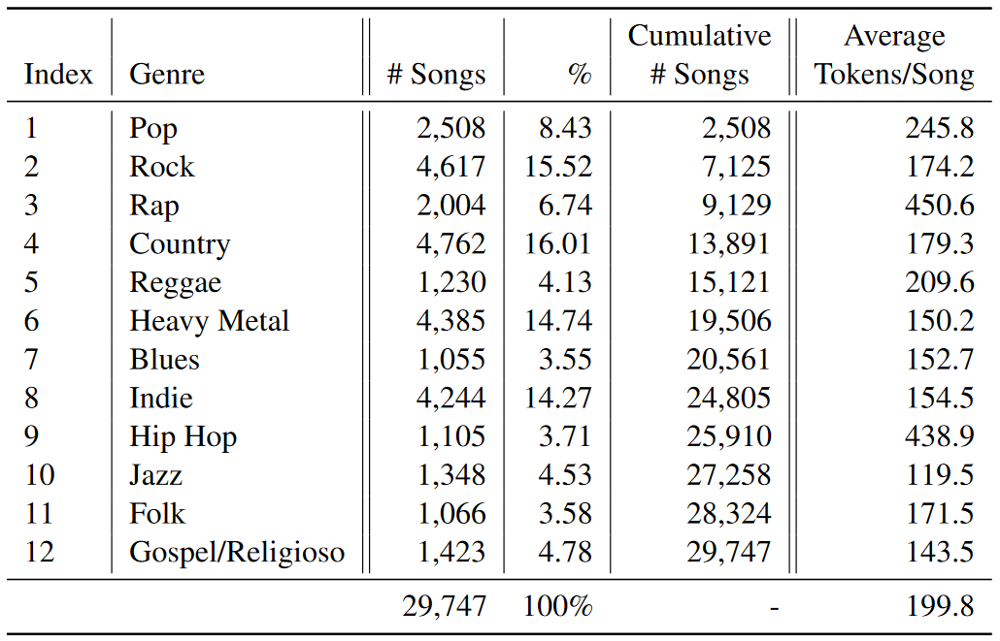 Cumulative Average
Index Genre # Songs % # Songs Tokens/Song
1 Pop 2,508 8.43 2,508 245.8
2 Rock 4,617 15.52 7,125 174.2
3 Rap 2,004 6.74 9,129 450.6
4 Country 4,762 16.01 13,891 179.3
5 Reggae 1,230 4.13 15,121 209.6
6 Heavy Metal 4,385 14.74 19,506 150.2
7 Blues 1,055 3.55 20,561 152.7
8 Indie 4,244 14.27 24,805 154.5
9 Hip Hop 1,105 3.71 25,910 438.9
10 Jazz 1,348 4.53 27,258 119.5
11 Folk 1,066 3.58 28,324 171.5
12 Gospel/Religioso 1,423 4.78 29,747 143.5
29,747 100% - 199.8